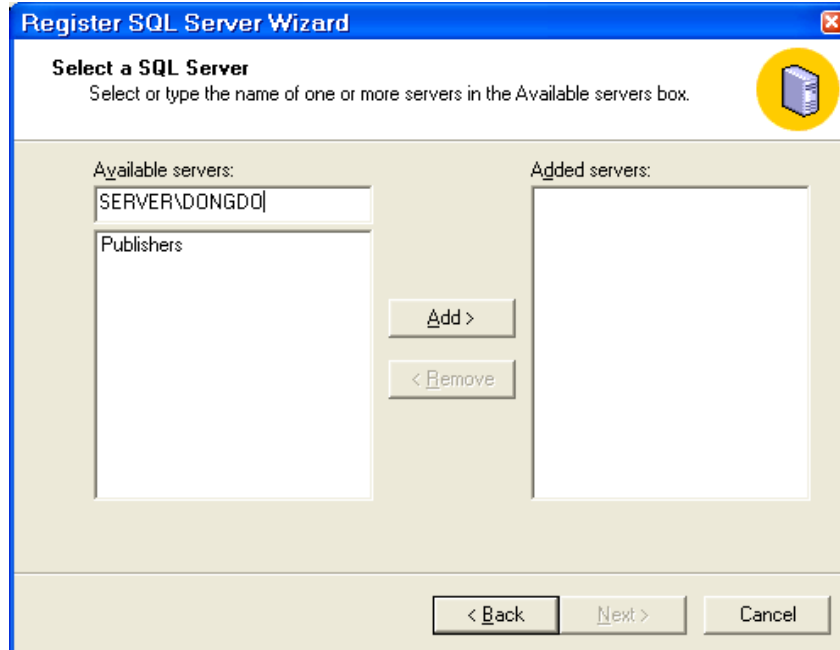 Register SQL Server Wizard
Select a SQL Server
Select or type the name of one or more servers in the Available servers box.
Available servers:
Added servers:
SERVER\DONGDO
Publishers
Add >
< Remove
< Back
Next >
Cancel